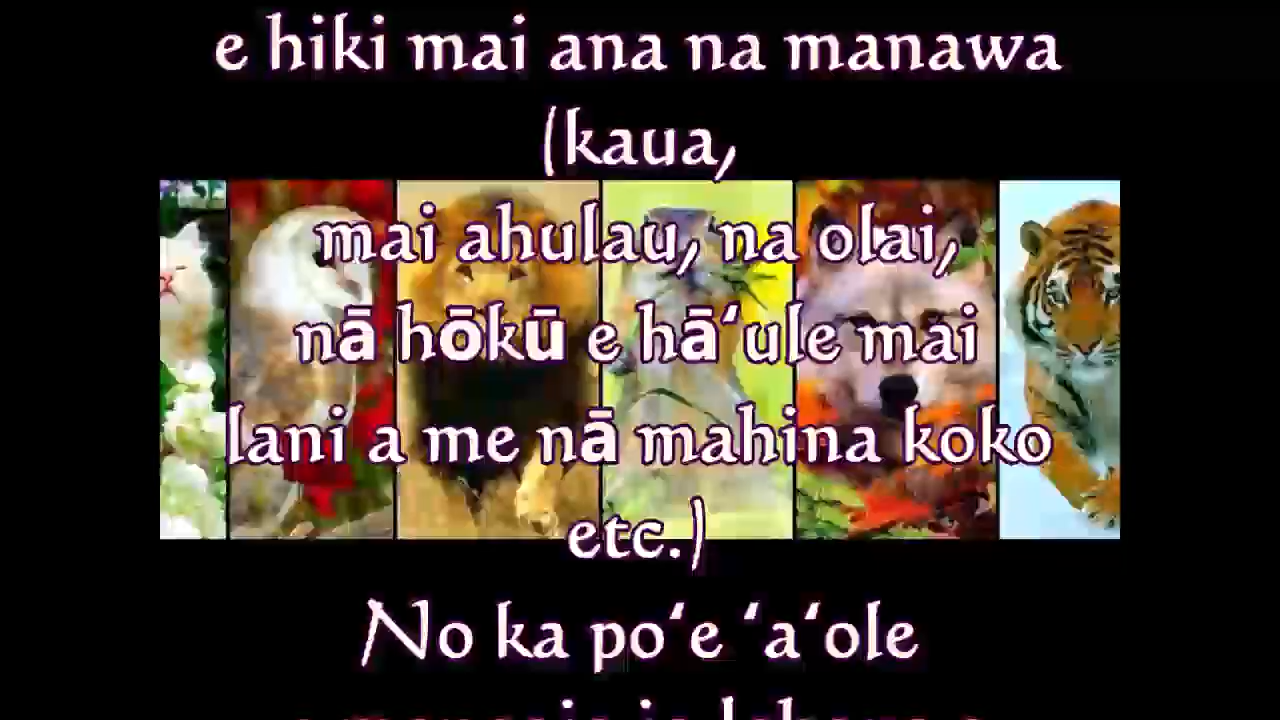 e hiki mai ana na manawa
(kaua,
mai ahulau, na olai,
nā hōkū e hāʻule mai
lani a me nā mahina koko
etc.)
No ka poʻe ʻaʻole